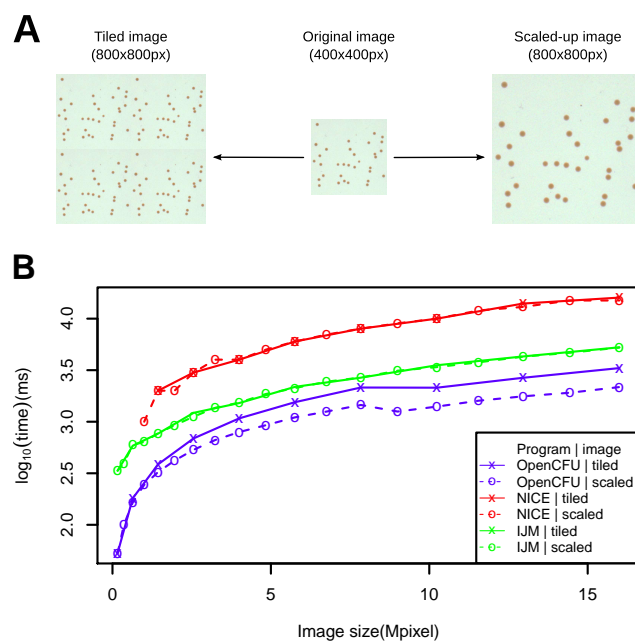 A
Tiled image
(800x800px)
Original image
(400x400px)
Scaled-up image
(800x800px)
B
log10(time)(ms)
4.0
3.5
3.0
2.5
2.0
0
5
10
15
Image size(Mpixel)
Program | image
OpenCFU | tiled
OpenCFU | scaled
NICE | tiled
NICE | scaled
IJM | tiled
IJM | scaled